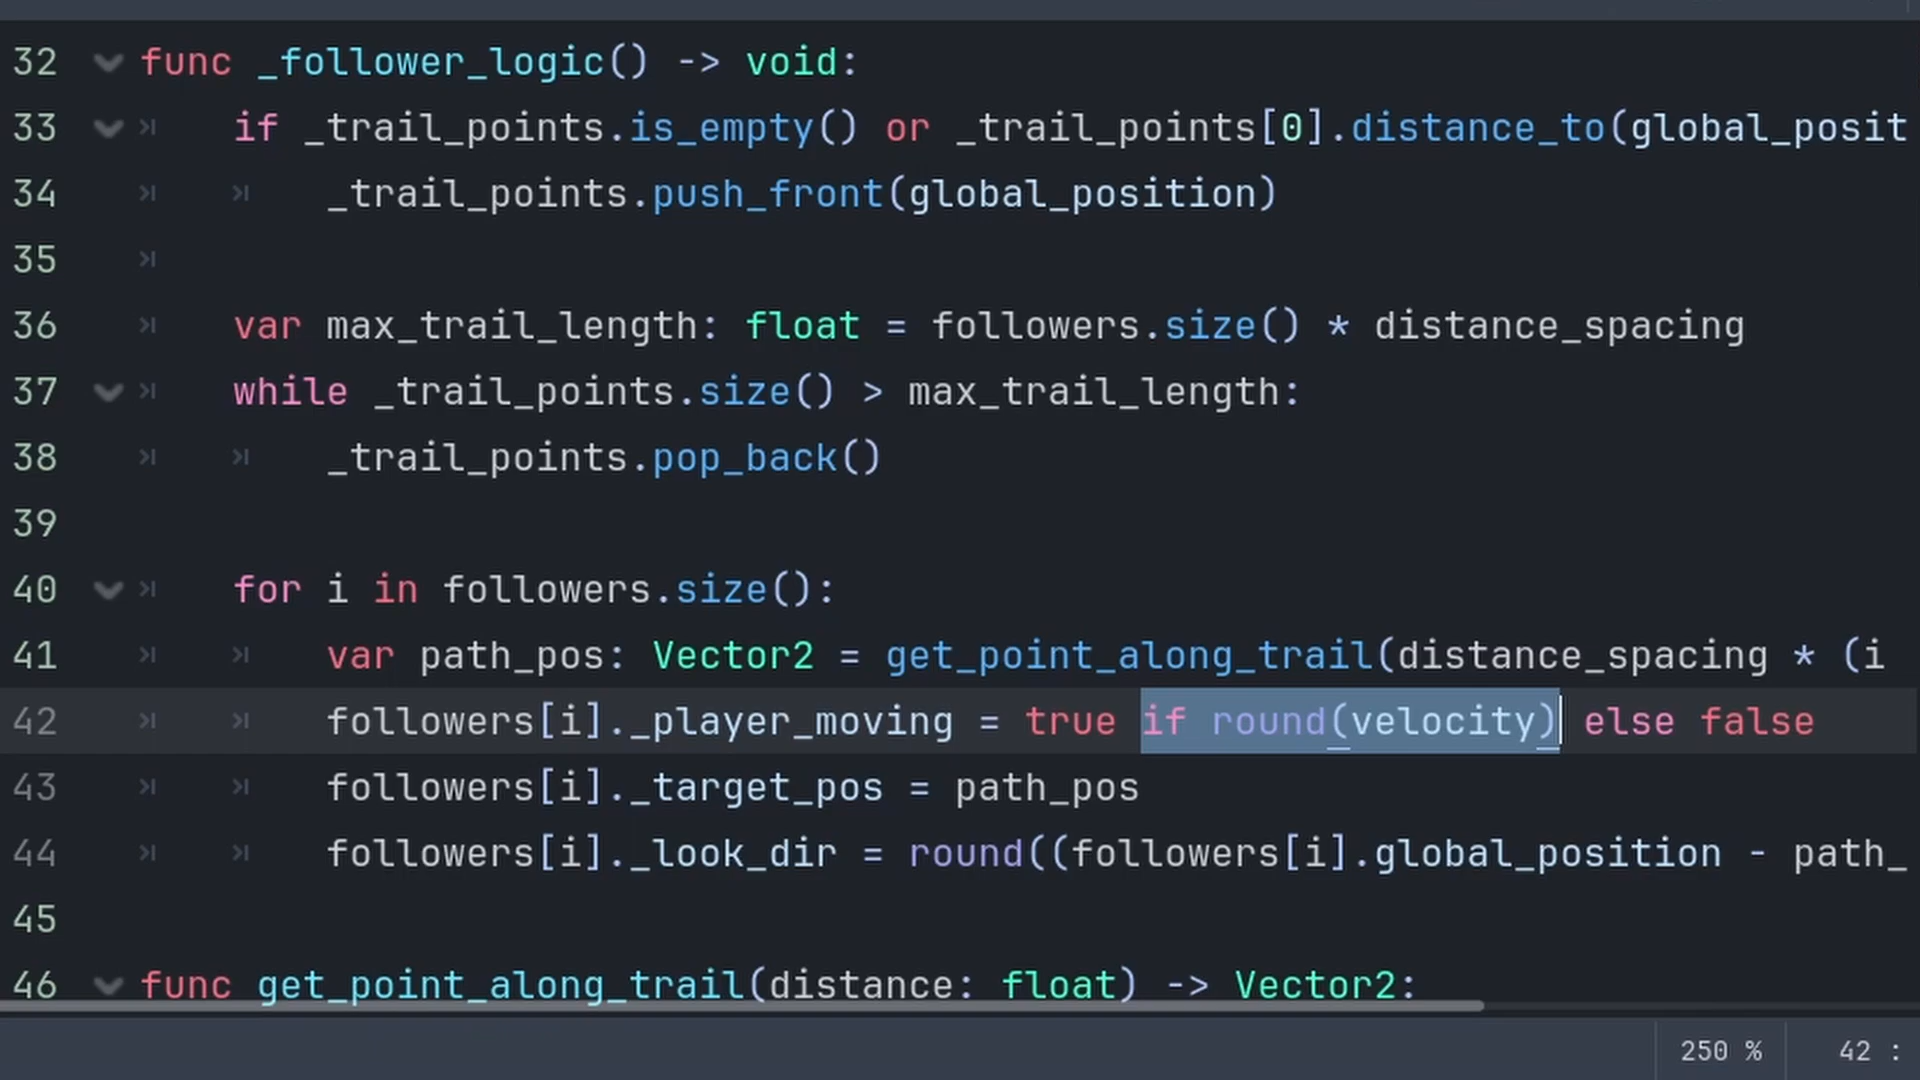 32 func _follower_logic() -> void:
33 if _trail_points.is_empty() or _trail_points[0].distance_to(global_posit
34 _trail_points.push_front(global_position)
35
36 var max_trail_length: float = followers.size() * distance_spacing
37 while _trail_points.size() > max_trail_length:
38 _trail_points.pop_back()
39
40 for i in followers.size():
41 var path_pos: Vector2 = get_point_along_trail(distance_spacing * (i
42 followers[i]._player_moving = true if round(velocity) else false
43 followers[i]._target_pos = path_pos
44 followers[i]._look_dir = round((followers[i].global_position - path_
45
46 func get_point_along_trail(distance: float) -> Vector2:
250 % 42 :